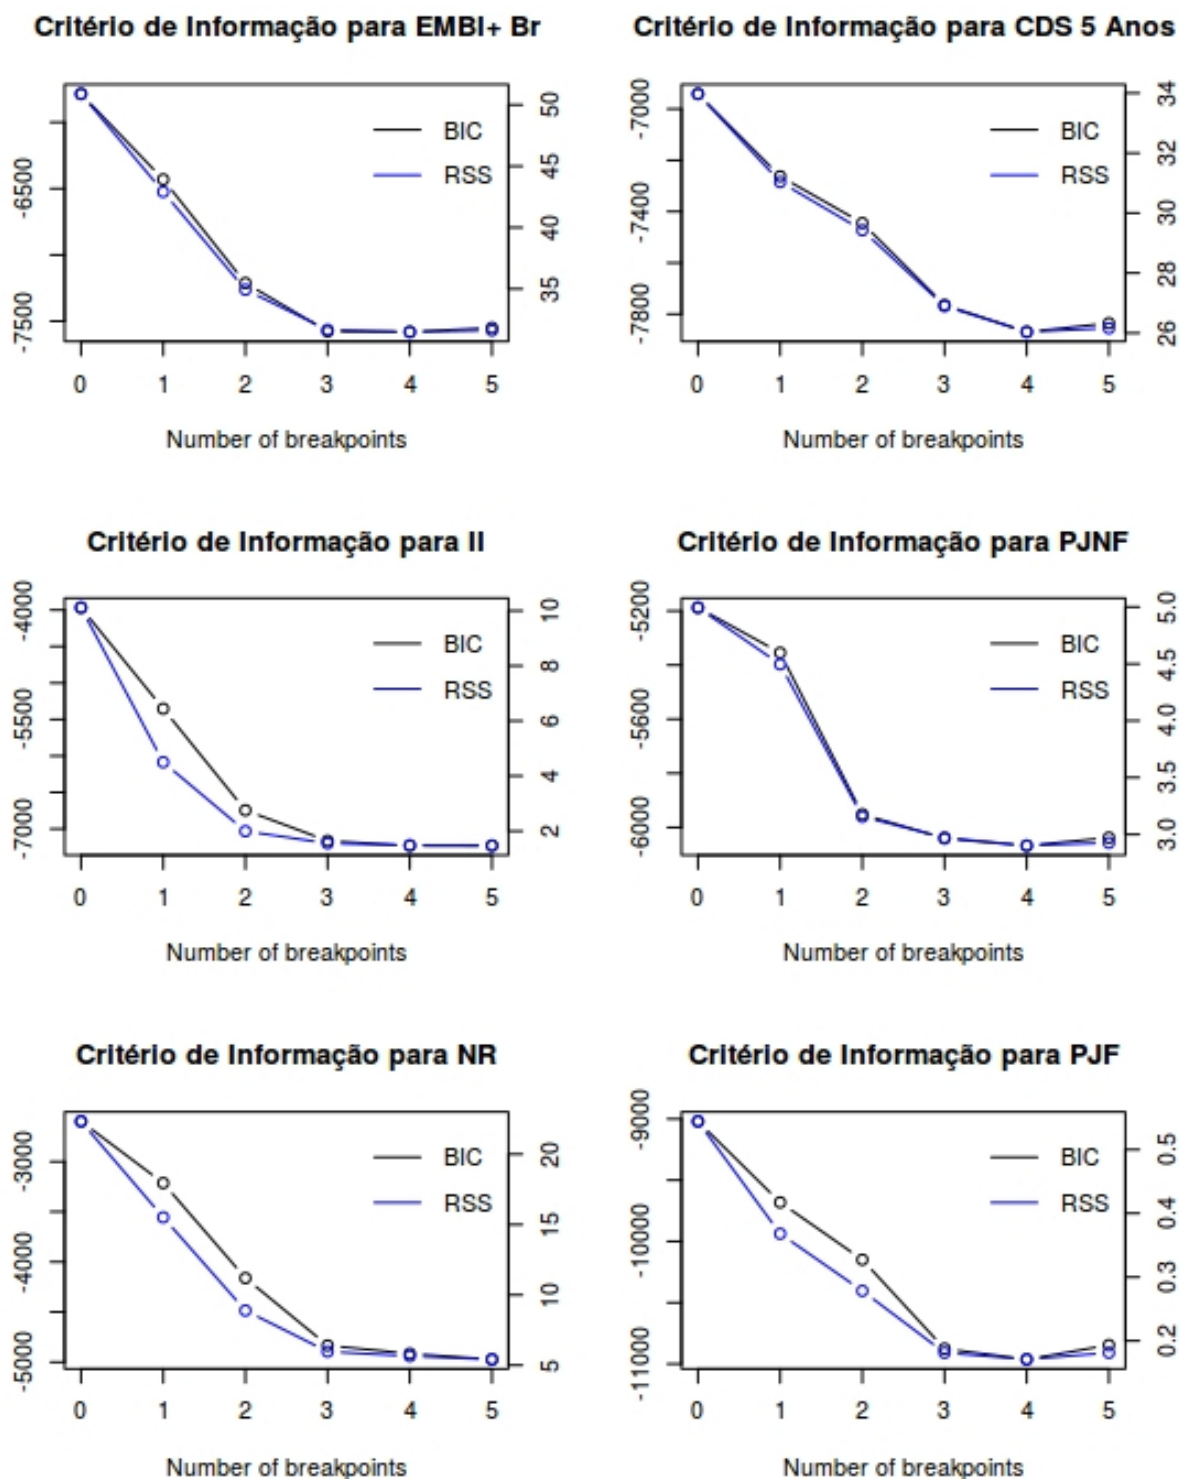 Critério de Informação para EMBI+ Br
BIC
RSS
-6500
-7500
50
45
40
35
0 1 2 3 4 5
Number of breakpoints
Critério de Informação para CDS 5 Anos
BIC
RSS
-7000
-7400
-7800
34
32
30
28
26
0 1 2 3 4 5
Number of breakpoints
Critério de Informação para II
BIC
RSS
-4000
-5500
-7000
10
8
6
4
2
0 1 2 3 4 5
Number of breakpoints
Critério de Informação para PJNF
BIC
RSS
-5200
-5600
-6000
5.0
4.5
4.0
3.5
3.0
0 1 2 3 4 5
Number of breakpoints
Critério de Informação para NR
BIC
RSS
-3000
-4000
-5000
20
15
10
5
0 1 2 3 4 5
Number of breakpoints
Critério de Informação para PJF
BIC
RSS
-9000
-10000
-11000
0.5
0.4
0.3
0.2
0 1 2 3 4 5
Number of breakpoints